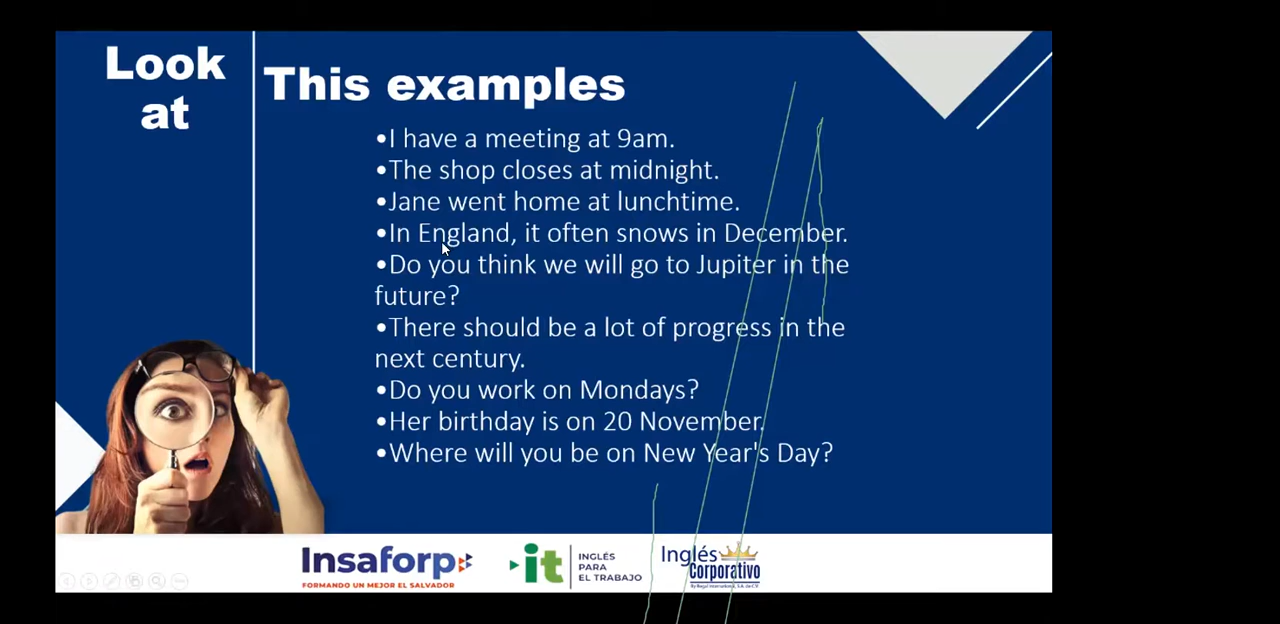 Look
at
This examples
•I have a meeting at 9am.
•The shop closes at midnight.
•Jane went home at lunchtime.
•In England, it often snows in December.
•Do you think we will go to Jupiter in the
future?
•There should be a lot of progress in the
next century.
•Do you work on Mondays?
•Her birthday is on 20 November.
•Where will you be on New Year's Day?
Insaforp
FORMANDO UN MEJOR EL SALVADOR
it
INGLÉS
PARA
EL TRABAJO
Inglés
Corporativo